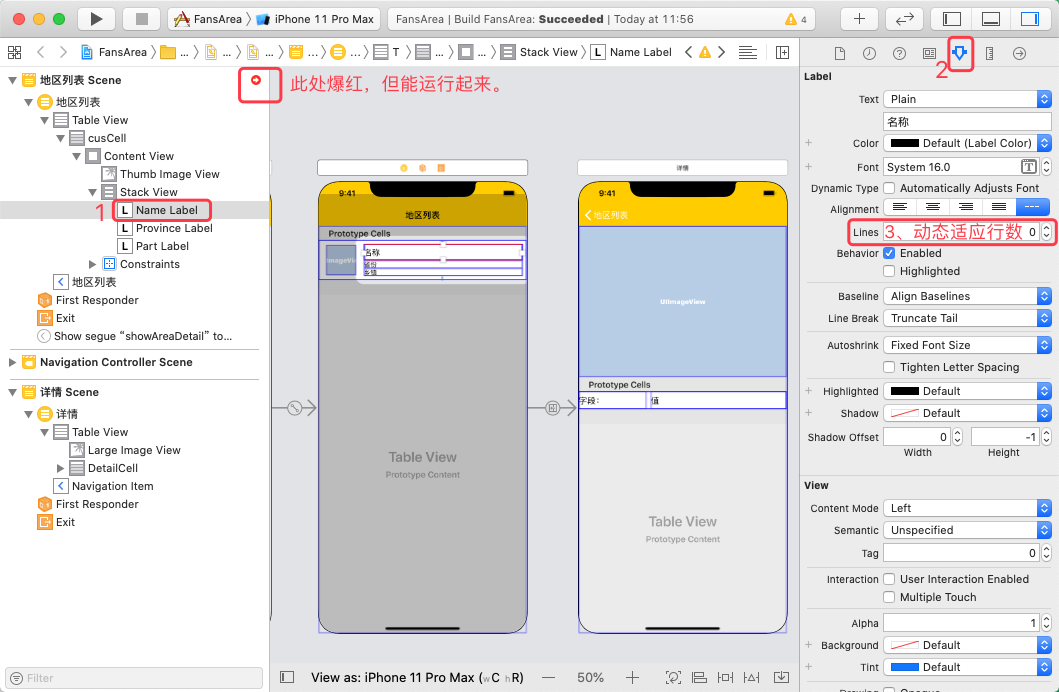 FansArea
iPhone 11 Pro Max
FansArea | Build FansArea: Succeeded | Today at 11:56
4
FansArea
...
...
...
...
...
T
...
...
Stack View
L Name Label
地区列表 Scene
地区列表
Table View
cusCell
Content View
Thumb Image View
Stack View
1
L Name Label
L Province Label
L Part Label
Constraints
地区列表
First Responder
Exit
Show segue “showAreaDetail” to...
Navigation Controller Scene
详情 Scene
详情
Table View
Large Image View
DetailCell
Navigation Item
First Responder
Exit
Filter
此处爆红，但能运行起来。
9:41
地区列表
Prototype Cells
名称
省份
Table View
Prototype Content
详情
9:41
地区列表
UIImageView
Prototype Cells
字段:
值
Table View
Prototype Content
View as: iPhone 11 Pro Max (wC hR)
50%
2
Label
Text Plain
名称
Color Default (Label Color)
Font System 16.0
Dynamic Type Automatically Adjusts Font
Alignment
Lines 3、动态适应行数 0
Behavior Enabled
Highlighted
Baseline Align Baselines
Line Break Truncate Tail
Autoshrink Fixed Font Size
Tighten Letter Spacing
Highlighted Default
Shadow Default
Shadow Offset 0 -1
Width Height
View
Content Mode Left
Semantic Unspecified
Tag 0
Interaction User Interaction Enabled
Multiple Touch
Alpha 1
Background Default
Tint Default